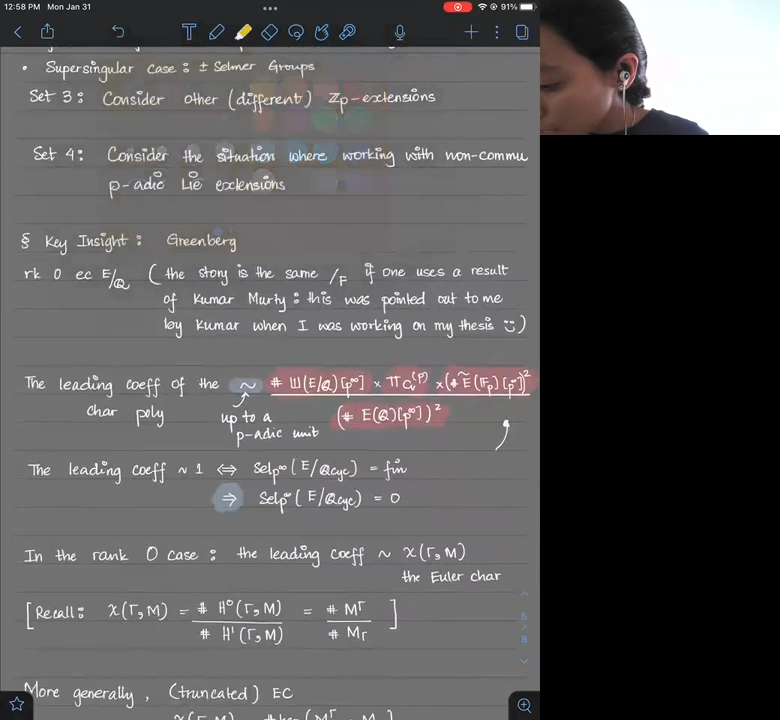 12:58 PM Mon Jan 31
91%
• Supersingular case : ± Selmer Groups
Set 3 : Consider other (different) ℤp-extensions
Set 4: Consider the situation where working with non-commu
p-adic Lie extensions
§ Key Insight : Greenberg
rk 0 ec E/ℚ ( the story is the same /F if one uses a result
of Kumar Murty : this was pointed out to me
by Kumar when I was working on my thesis ☺ )
The leading coeff of the char poly ∼ # Ш(E/ℚ)[p^∞] × Π c_ℓ^(p) × (# Ẽ(𝔽p)[p^∞])^2 / (# E(ℚ)[p^∞])^2
up to a
p-adic unit
The leading coeff ∼ 1 ⇔ Selp∞(E/ℚcyc) = fin
⇒ Selp∞(E/ℚcyc) = 0
In the rank 0 case : the leading coeff ∼ χ(Γ, M)
the Euler char
[Recall: χ(Γ, M) = # H^0(Γ, M) / # H^1(Γ, M) = # M^Γ / # M_Γ ]
5
8
More generally, (truncated) EC